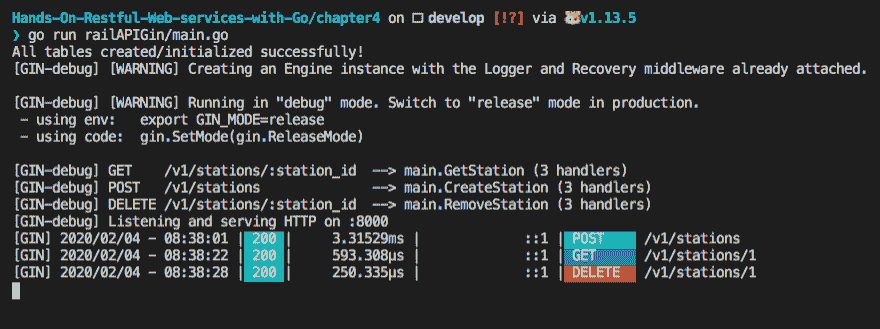 Hands-On-Restful-Web-services-with-Go/chapter4 on develop [!?] via v1.13.5
❯ go run railAPIGin/main.go
All tables created/initialized successfully!
[GIN-debug] [WARNING] Creating an Engine instance with the Logger and Recovery middleware already attached.
[GIN-debug] [WARNING] Running in "debug" mode. Switch to "release" mode in production.
- using env:   export GIN_MODE=release
- using code:  gin.SetMode(gin.ReleaseMode)
[GIN-debug] GET    /v1/stations/:station_id  --> main.GetStation (3 handlers)
[GIN-debug] POST   /v1/stations              --> main.CreateStation (3 handlers)
[GIN-debug] DELETE /v1/stations/:station_id  --> main.RemoveStation (3 handlers)
[GIN-debug] Listening and serving HTTP on :8000
[GIN] 2020/02/04 - 08:38:01 | 200 |     3.31529ms |             ::1 | POST     /v1/stations
[GIN] 2020/02/04 - 08:38:22 | 200 |     593.308µs |             ::1 | GET      /v1/stations/1
[GIN] 2020/02/04 - 08:38:28 | 200 |     250.335µs |             ::1 | DELETE   /v1/stations/1